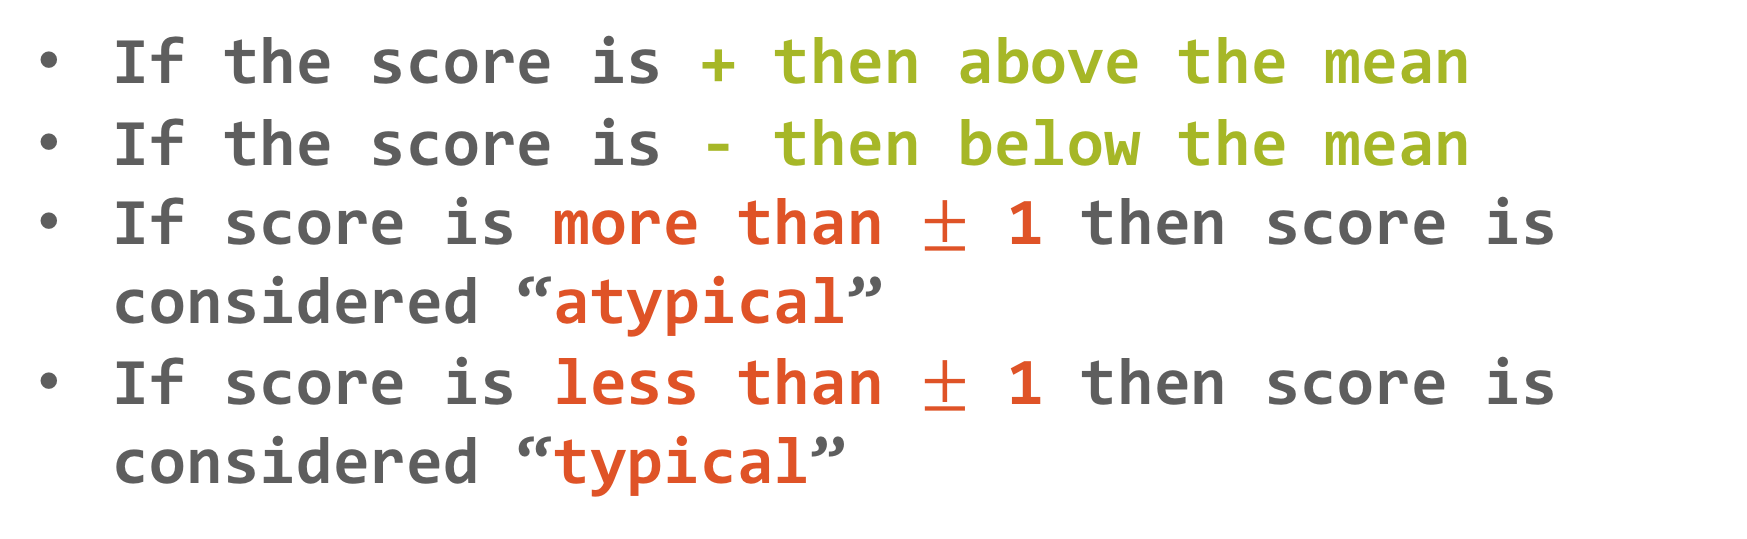 • If the score is + then above the mean
• If the score is - then below the mean
• If score is more than ± 1 then score is
considered “atypical”
• If score is less than ± 1 then score is
considered “typical”